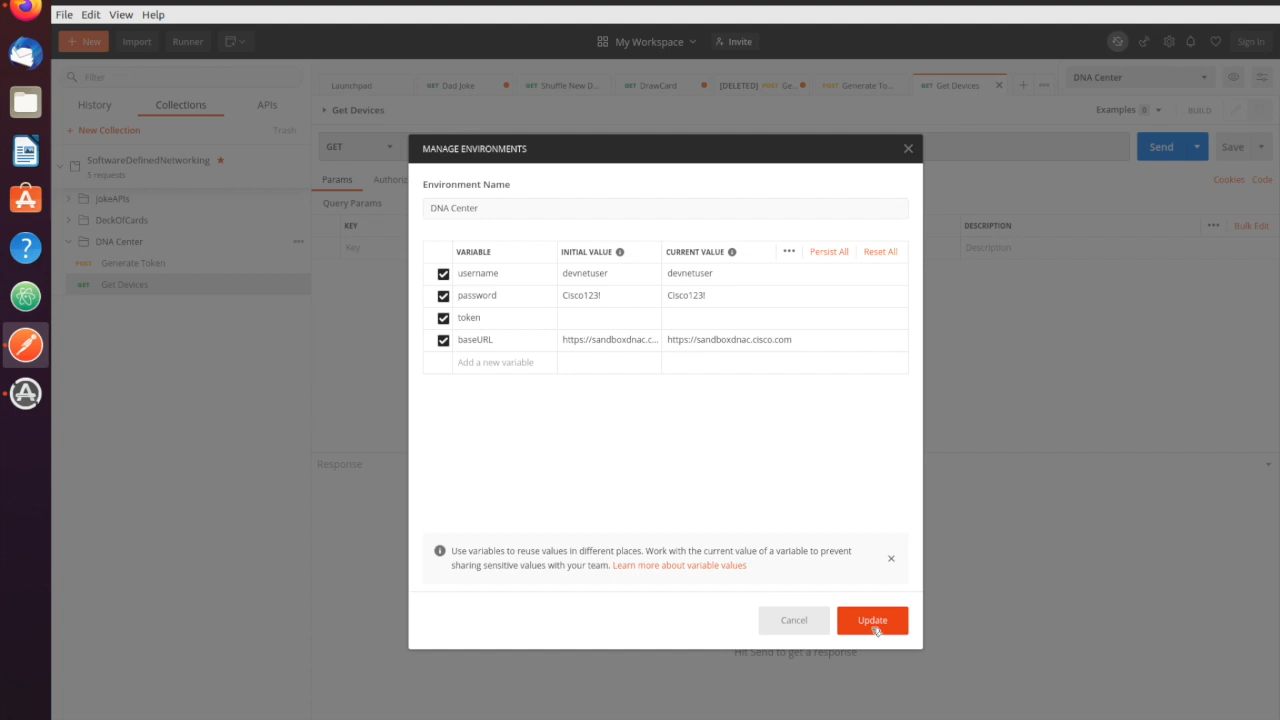 File Edit View Help
New Import Runner My Workspace Invite Sign In
Filter
History Collections APIs
+ New Collection Trash
SoftwareDefinedNetworking
5 requests
JokeAPIs
DeckOfCards
DNA Center
POST Generate Token
GET Get Devices
Launchpad GET Dad Joke GET Shuffle New D... GET DrawCard [DELETED] POST Ge... POST Generate To... GET Get Devices DNA Center
Get Devices Examples 0 BUILD
GET Send Save
Params Authoriz Cookies Code
Query Params
KEY DESCRIPTION Bulk Edit
Key Description
Response
Hit Send to get a response
MANAGE ENVIRONMENTS
Environment Name
DNA Center
VARIABLE INITIAL VALUE CURRENT VALUE Persist All Reset All
username devnetuser devnetuser
password Cisco123! Cisco123!
token
baseURL https://sandboxdnac.c... https://sandboxdnac.cisco.com
Add a new variable
Use variables to reuse values in different places. Work with the current value of a variable to prevent
sharing sensitive values with your team. Learn more about variable values
Cancel Update